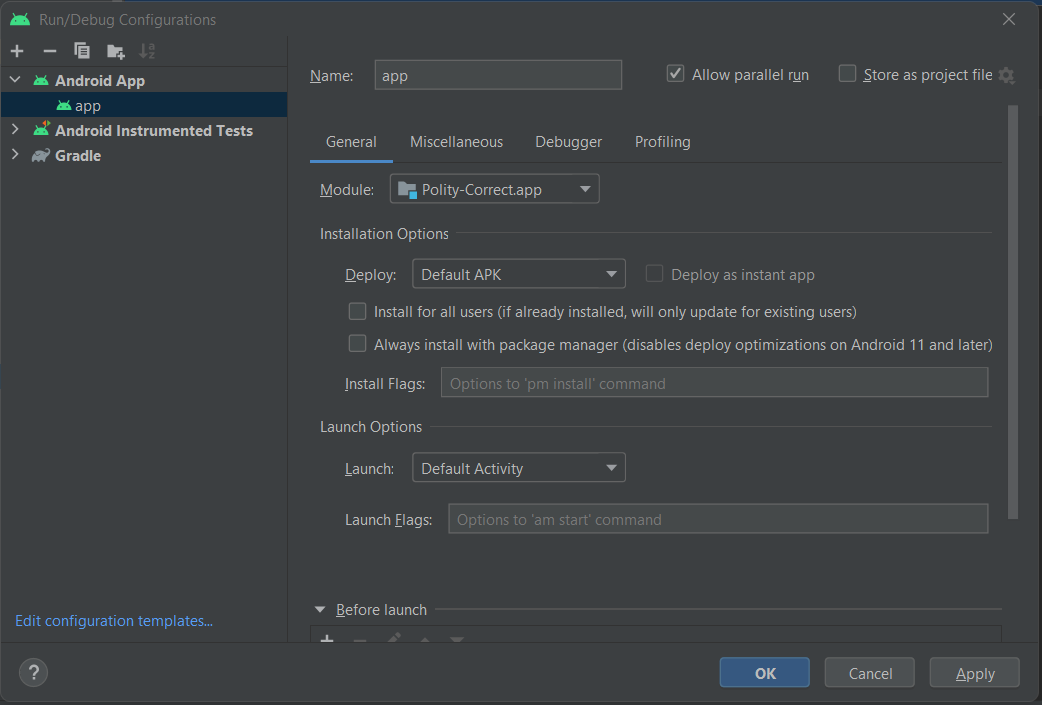 Run/Debug Configurations
Android App
app
Android Instrumented Tests
Gradle
Edit configuration templates...
Name: app
Allow parallel run
Store as project file
General Miscellaneous Debugger Profiling
Module: Polity-Correct.app
Installation Options
Deploy: Default APK
Deploy as instant app
Install for all users (if already installed, will only update for existing users)
Always install with package manager (disables deploy optimizations on Android 11 and later)
Install Flags: Options to 'pm install' command
Launch Options
Launch: Default Activity
Launch Flags: Options to 'am start' command
Before launch
?
OK Cancel Apply